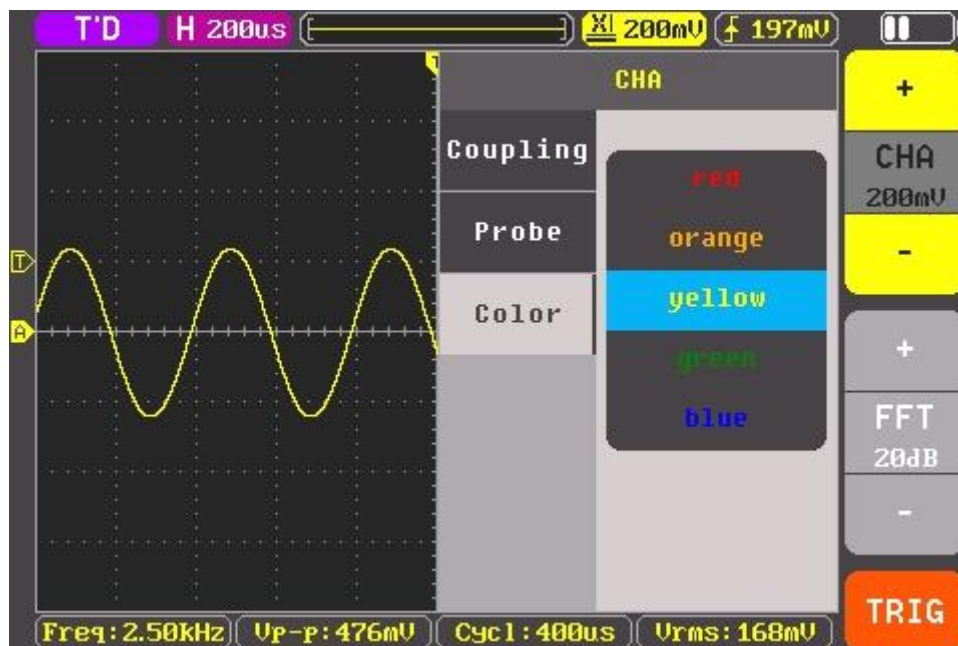 T'D H 200us X1 200mV 197mV
T
CHA
+
Coupling
red
CHA
200mV
Probe
orange
-
T
yellow
Color
A
green
+
blue
FFT
20dB
-
TRIG
Freq:2.50kHz Vp-p:476mV Cycl:400us Vrms:168mV